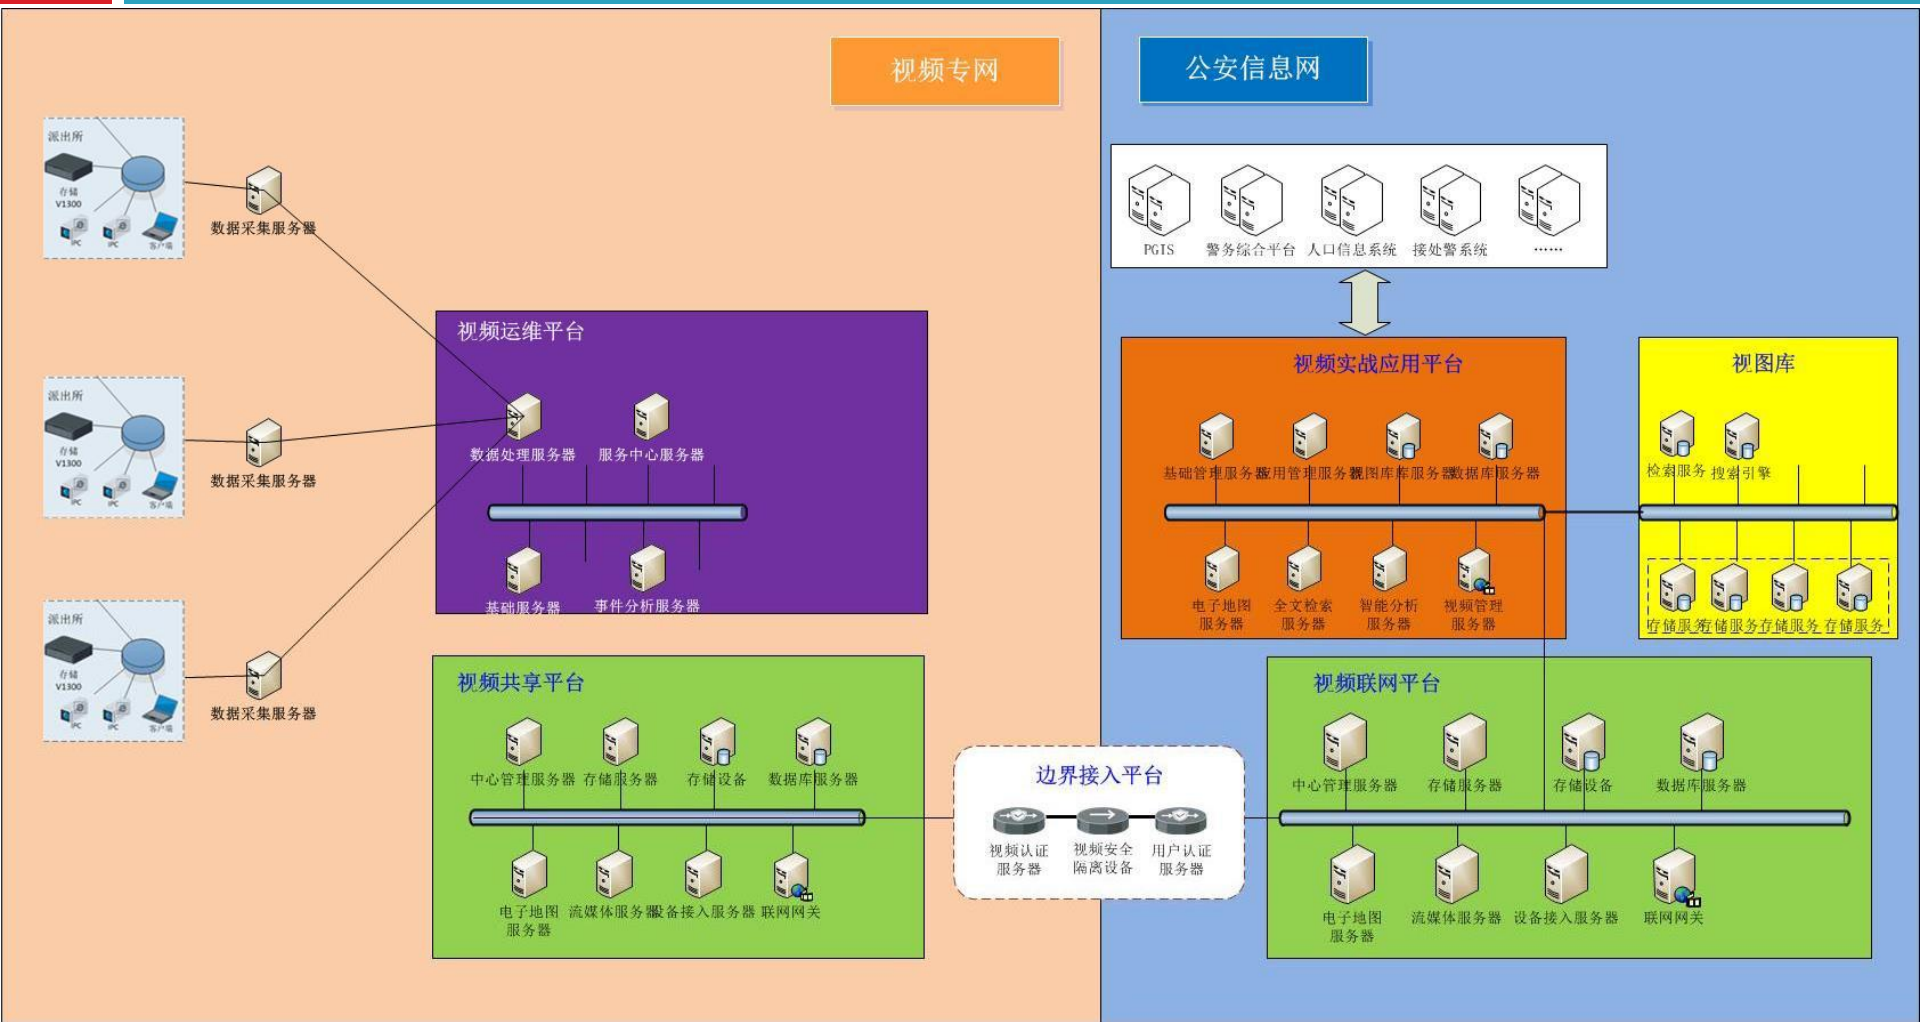 视频专网
公安信息网
派出所
存储
V1300
IPC
IPC
客户端
数据采集服务器
PGIS
警务综合平台
人口信息系统
接处警系统
······
视频运维平台
数据处理服务器
服务中心服务器
基础服务器
事件分析服务器
派出所
存储
V1300
IPC
IPC
客户端
数据采集服务器
派出所
存储
V1300
IPC
IPC
客户端
数据采集服务器
视频实战应用平台
基础管理服务器
应用管理服务器
视图库库服务器
数据库服务器
电子地图
服务器
全文检索
服务器
智能分析
服务器
视频管理
服务器
视图库
检索服务
搜索引擎
存储服务
存储服务
存储服务
存储服务
视频共享平台
中心管理服务器
存储服务器
存储设备
数据库服务器
电子地图
服务器
流媒体服务器
设备接入服务器
联网网关
边界接入平台
视频认证
服务器
视频安全
隔离设备
用户认证
服务器
视频联网平台
中心管理服务器
存储服务器
存储设备
数据库服务器
电子地图
服务器
流媒体服务器
设备接入服务器
联网网关